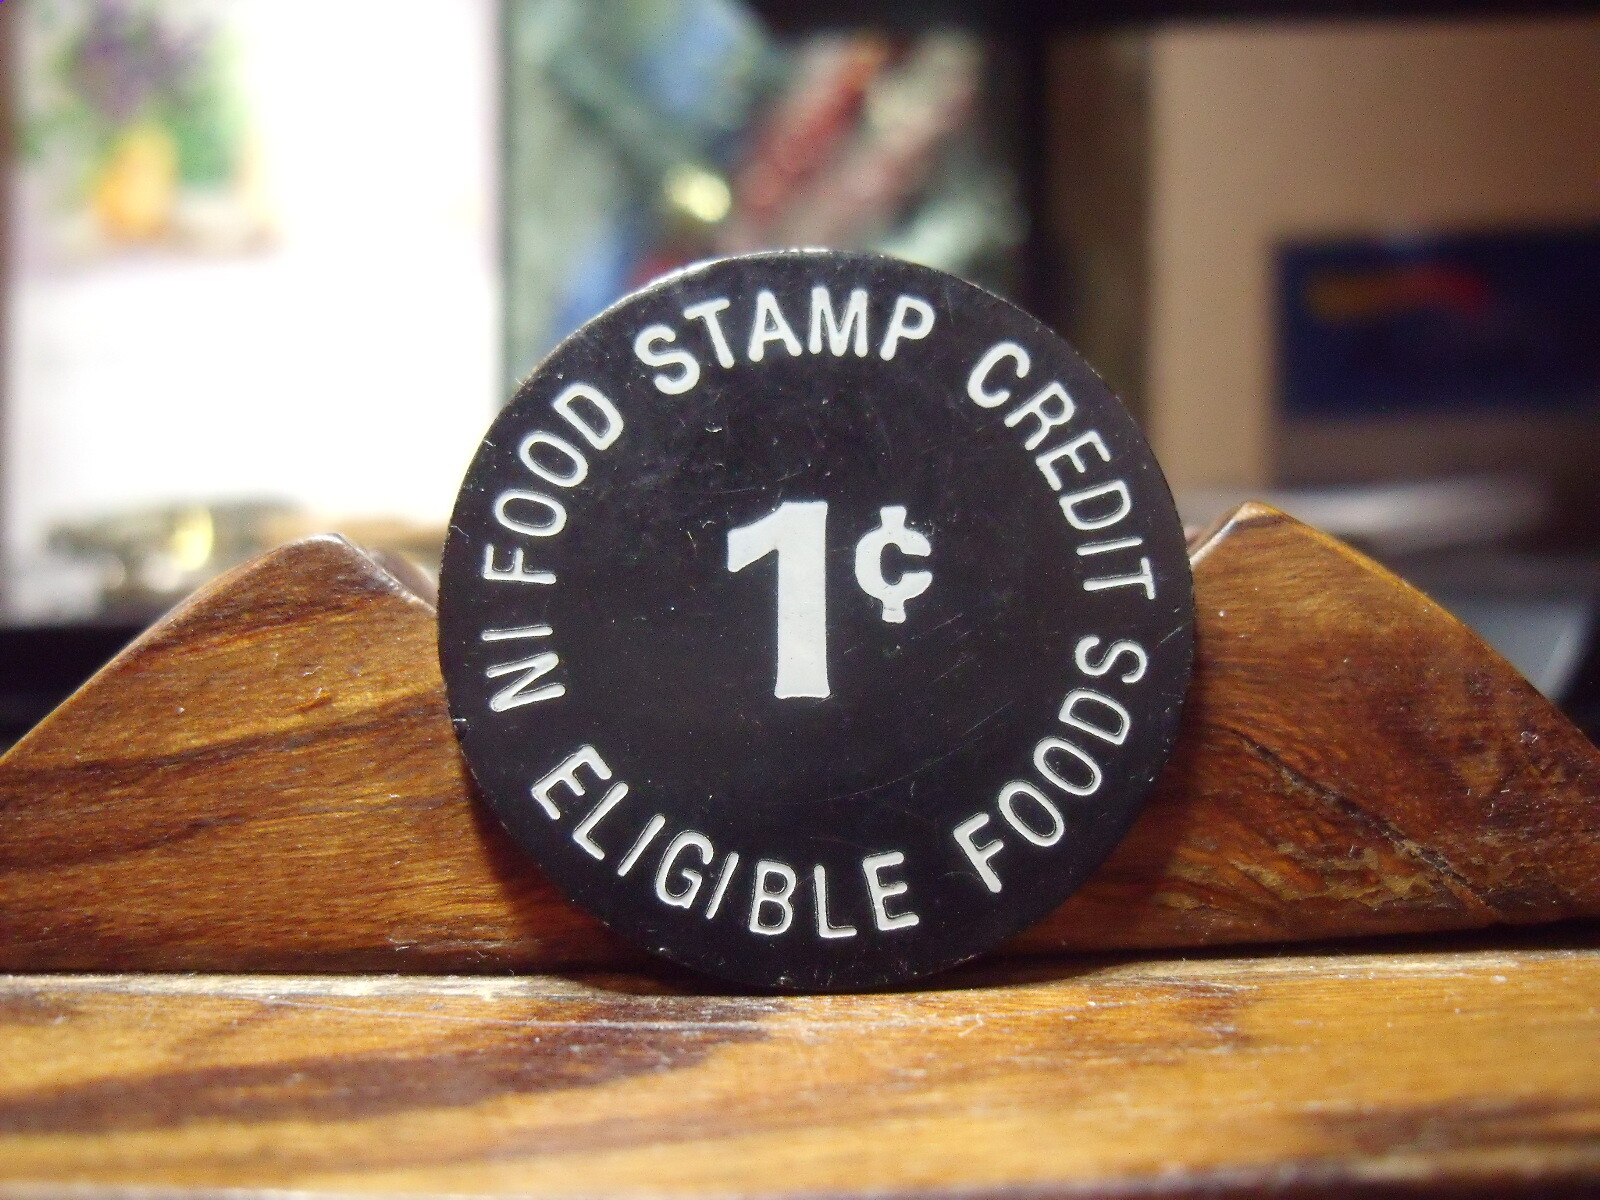 FOOD STAMP CREDIT
1¢
IN ELIGIBLE FOODS